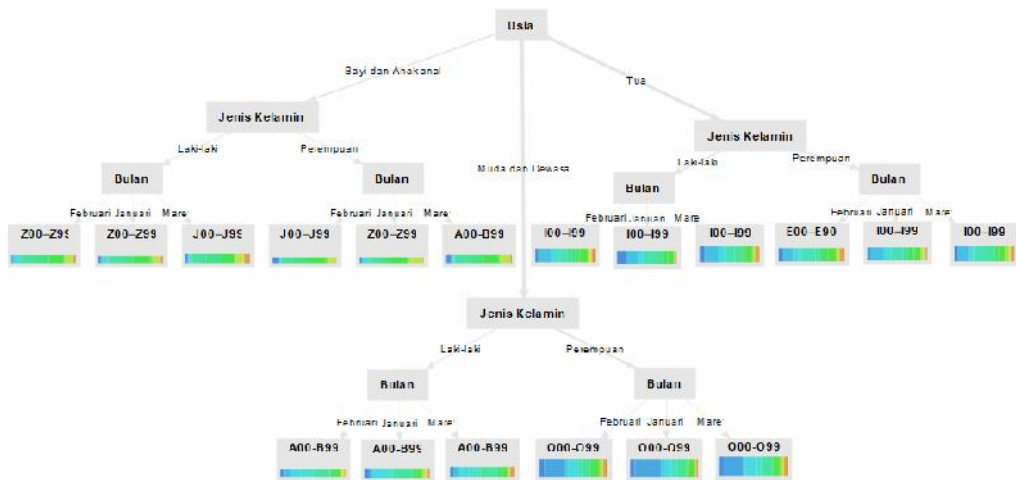 Usia
Bayi dan Anak-anak
Tua
Jenis Kelamin
Jenis Kelamin
Laki-laki Perempuan
Muda dan Dewasa
Laki-laki Perempuan
Bulan Bulan
Bulan Bulan
Februari Januari Maret
Februari Januari Maret
Februari Januari Maret
Februari Januari Maret
Z00–Z99 Z00–Z99 J00–J99 J00–J99 Z00–Z99 A00–B99 I00–I99 I00–I99 I00–I99 E00–E90 I00–I99 I00–I99
Jenis Kelamin
Laki-laki Perempuan
Bulan Bulan
Februari Januari Maret
Februari Januari Maret
A00–B99 A00–B99 A00–B99 O00–O99 O00–O99 O00–O99